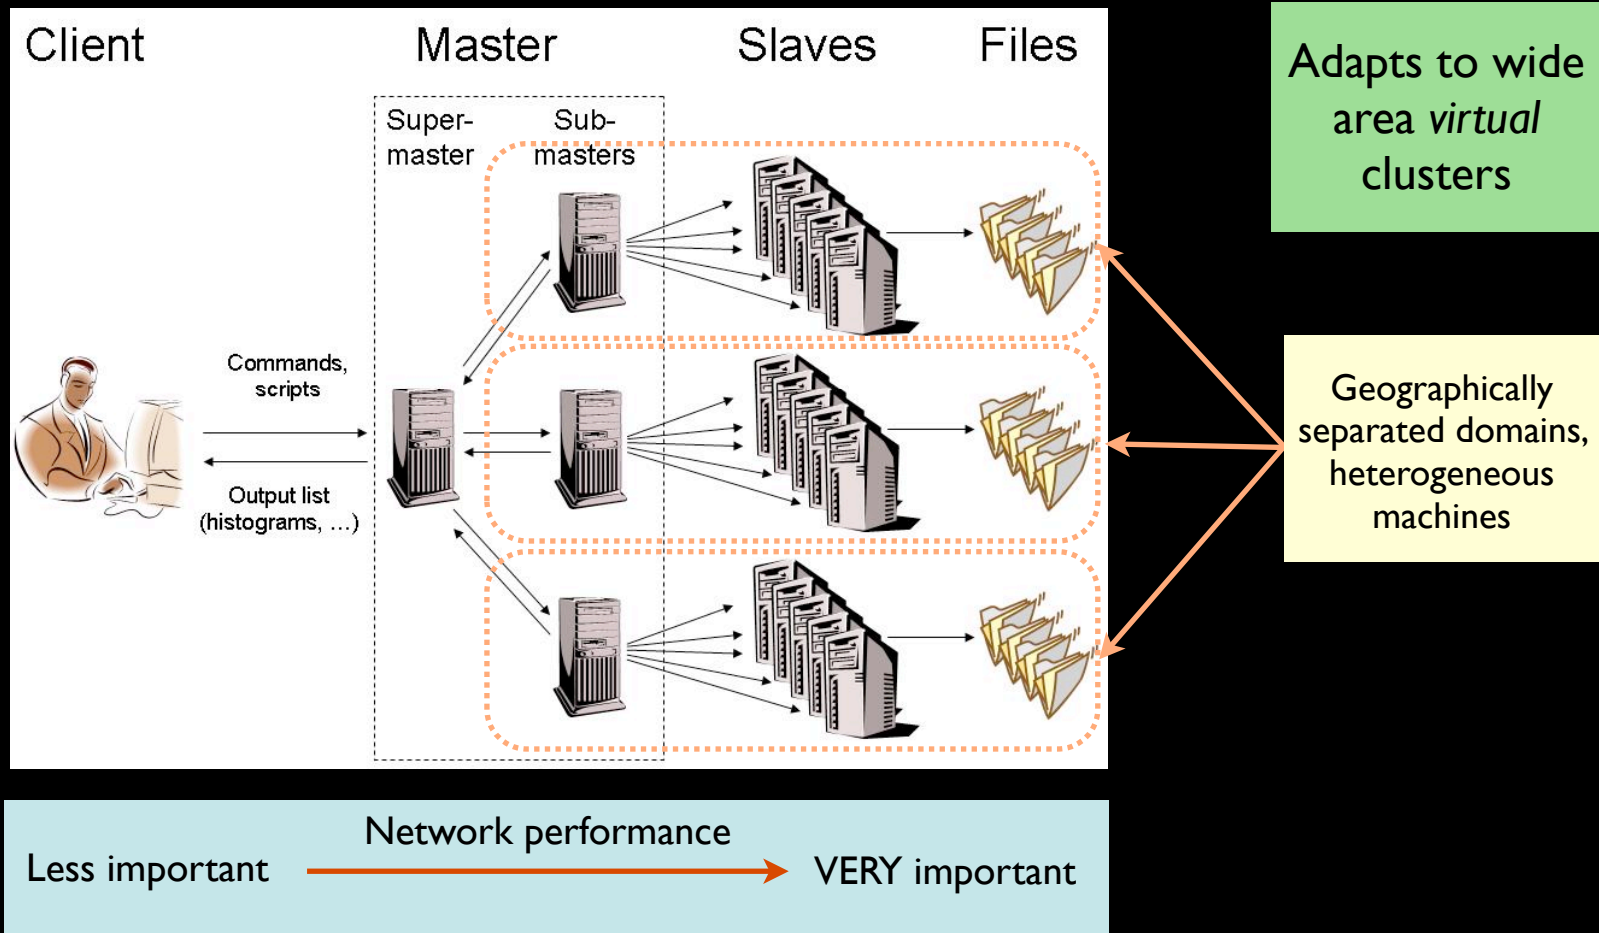 Client
Master
Slaves
Files
Super-
master
Sub-
masters
Commands,
scripts
Output list
(histograms, ...)
Adapts to wide
area virtual
clusters
Geographically
separated domains,
heterogeneous
machines
Network performance
Less important
VERY important